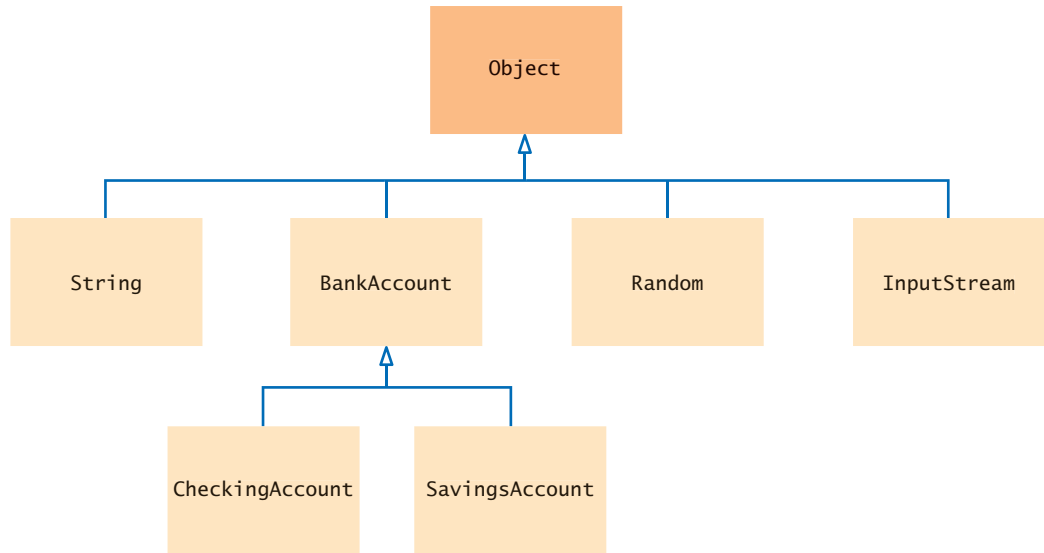 Object
String
BankAccount
Random
InputStream
CheckingAccount
SavingsAccount